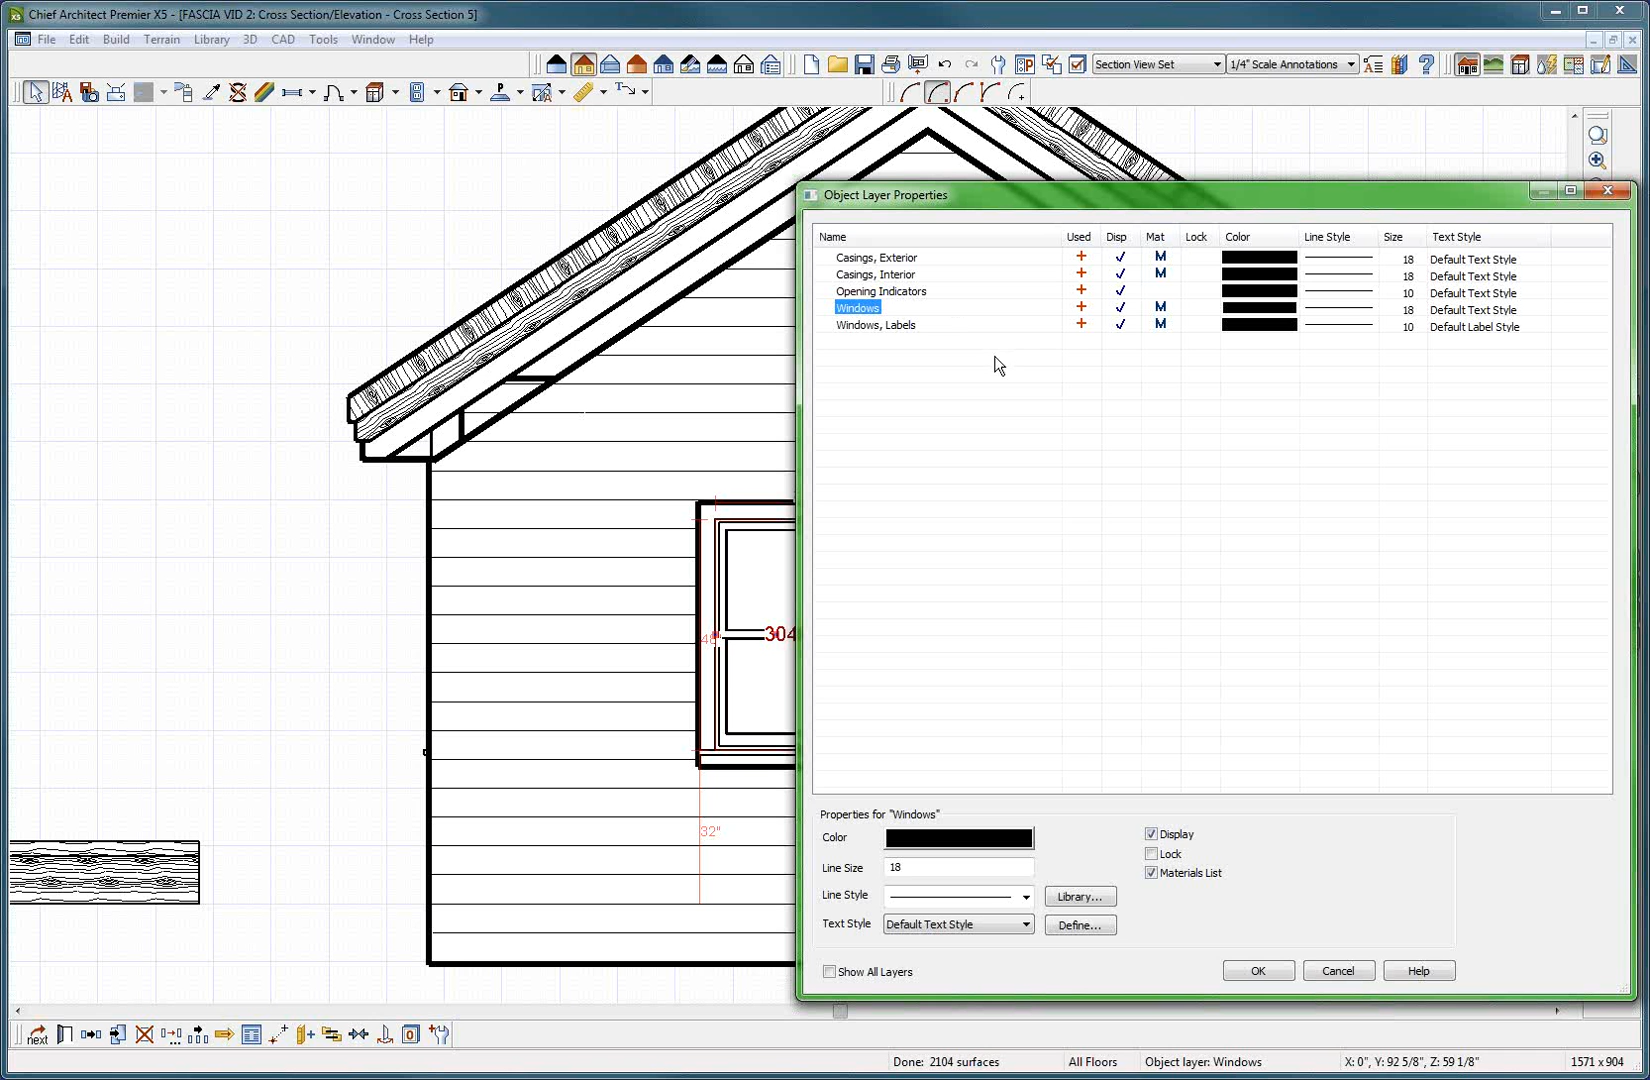 Chief Architect Premier X5 - [FASCIA VID 2: Cross Section/Elevation - Cross Section 5]
File Edit Build Terrain Library 3D CAD Tools Window Help
Section View Set 1/4" Scale Annotations
Object Layer Properties
Name Used Disp Mat Lock Color Line Style Size Text Style
Casings, Exterior M 18 Default Text Style
Casings, Interior M 18 Default Text Style
Opening Indicators 10 Default Text Style
Windows M 18 Default Text Style
Windows, Labels M 10 Default Label Style
304
48"
32"
Properties for "Windows"
Color
Display
Lock
Line Size 18
Materials List
Line Style Library...
Text Style Default Text Style Define...
Show All Layers
OK Cancel Help
next
Done: 2104 surfaces All Floors Object layer: Windows X: 0", Y: 92 5/8", Z: 59 1/8" 1571 x 904